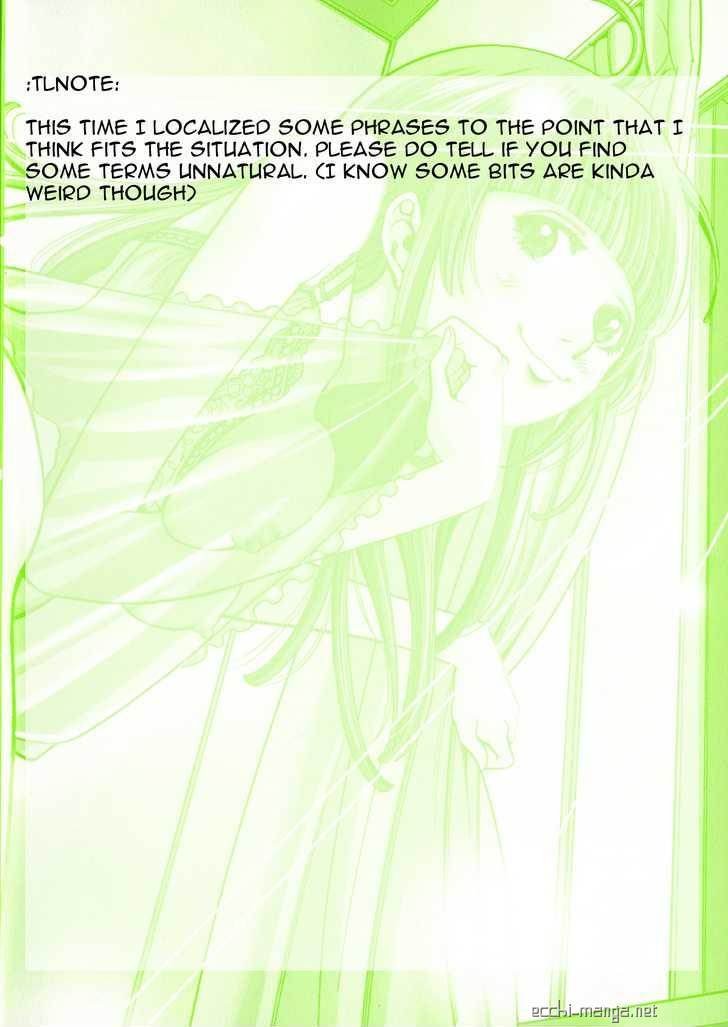 :TLNOTE:
THIS TIME I LOCALIZED SOME PHRASES TO THE POINT THAT I
THINK FITS THE SITUATION. PLEASE DO TELL IF YOU FIND
SOME TERMS UNNATURAL. (I KNOW SOME BITS ARE KINDA
WEIRD THOUGH)
ecchi-manga.net